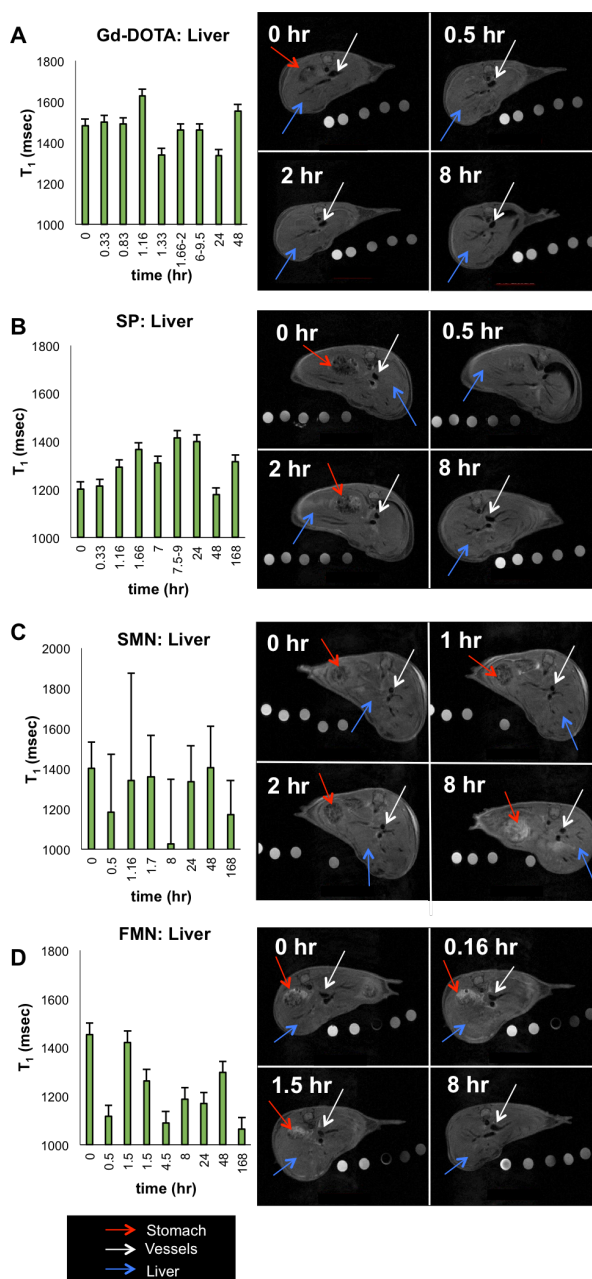 A
Gd-DOTA: Liver
T1 (msec)
1800
1600
1400
1200
1000
0
0.33
0.83
1.16
1.33
1.66-2
6-9.5
24
48
time (hr)
0 hr
0.5 hr
2 hr
8 hr
B
SP: Liver
T1 (msec)
1800
1600
1400
1200
1000
0
0.33
1.16
1.66
7
7.5-9
24
48
168
time (hr)
0 hr
0.5 hr
2 hr
8 hr
C
SMN: Liver
T1 (msec)
2000
1800
1600
1400
1200
1000
0
0.5
1.16
1.7
8
24
48
168
time (hr)
0 hr
1 hr
2 hr
8 hr
D
FMN: Liver
T1 (msec)
1800
1600
1400
1200
1000
0
0.5
1.5
1.5
4.5
8
24
48
168
time (hr)
0 hr
0.16 hr
1.5 hr
8 hr
Stomach
Vessels
Liver